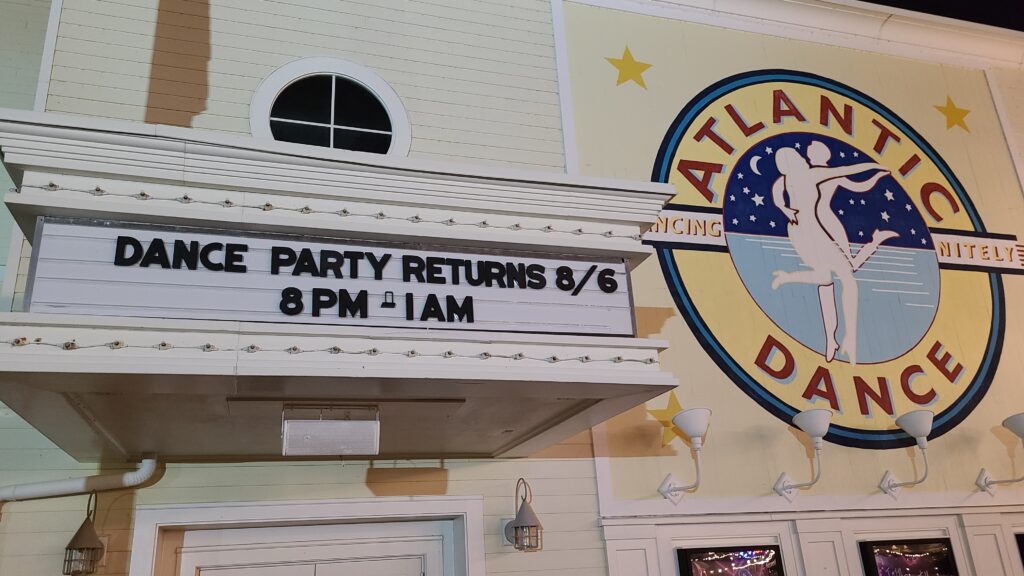 DANCE PARTY RETURNS 8/6
8 PM - 1 AM
ATLANTIC
DANCE